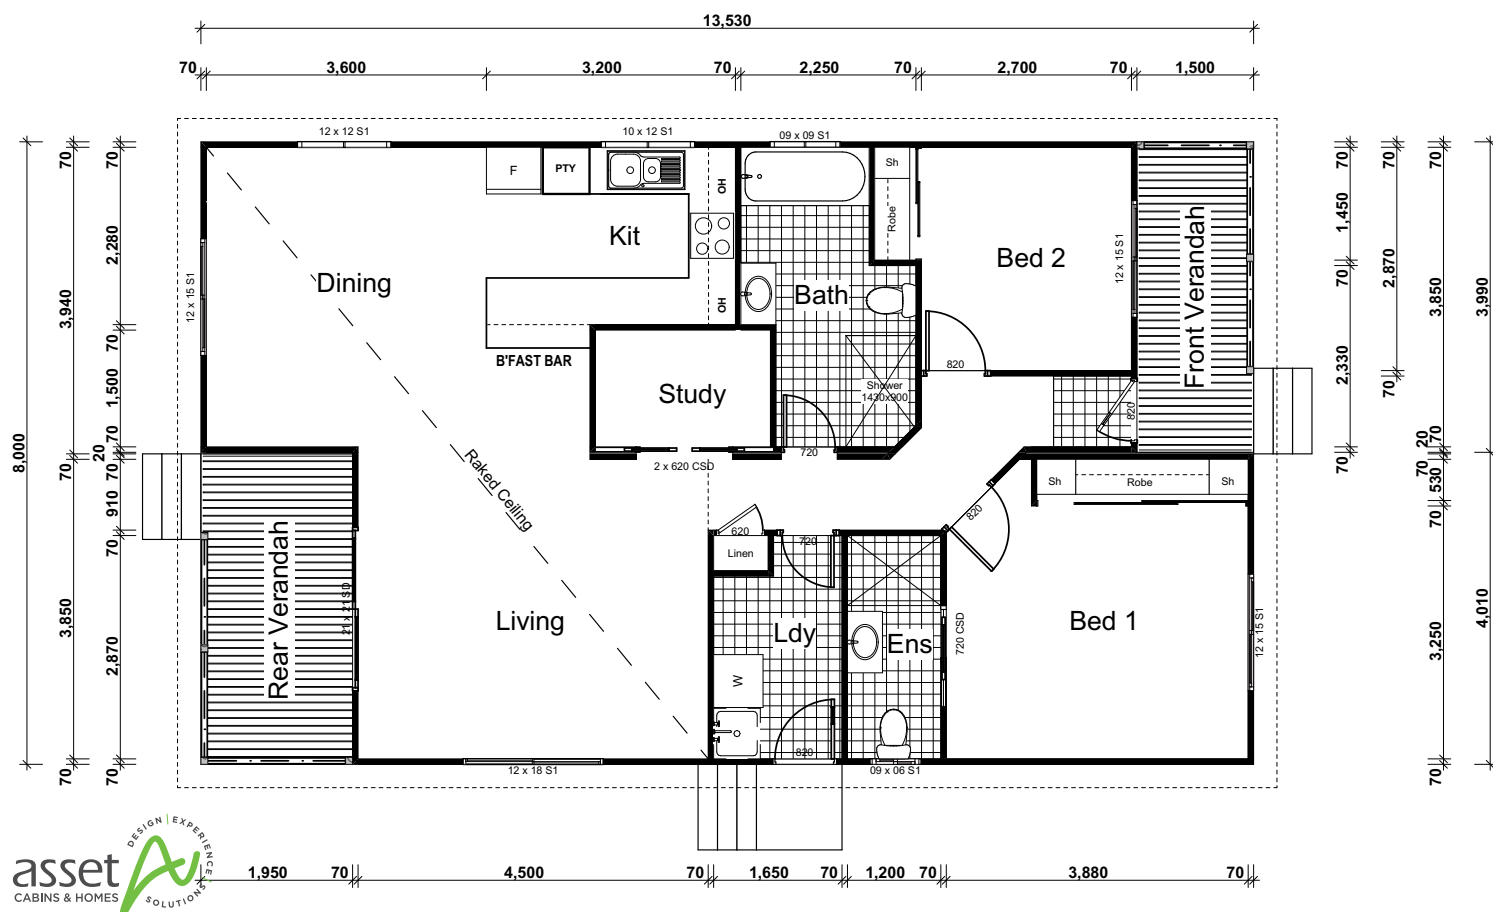 13,530
70 3,600 3,200 70 2,250 70 2,700 70 1,500
12 x 12 S1
10 x 12 S1
09 x 09 S1
8,000
70 3,940 70 3,850 70
70 2,280 70 1,500 70 20 70 910 70 2,870 70
12 x 15 S1
F
PTY
OH
OH
Kit
Dining
B'FAST BAR
Study
2 x 620 CSD
Raked Ceiling
Bath
Shower
1430x900
720
Sh
Robe
Bed 2
12 x 15 S1
820
820
Front Verandah
70 1,450 70 2,330 70
70 2,870 70
70 3,850 20 70
70 530 70 3,250 70
3,990
4,010
Rear Verandah
21 x 21 SD
Living
12 x 18 S1
620
Linen
720
Ldy
W
820
Ens
720 CSD
09 x 06 S1
820
Sh
Robe
Sh
Bed 1
12 x 15 S1
1,950 70 4,500 70 1,650 70 1,200 70 3,880 70
asset
CABINS & HOMES
DESIGN | EXPERIENCE | SOLUTIONS